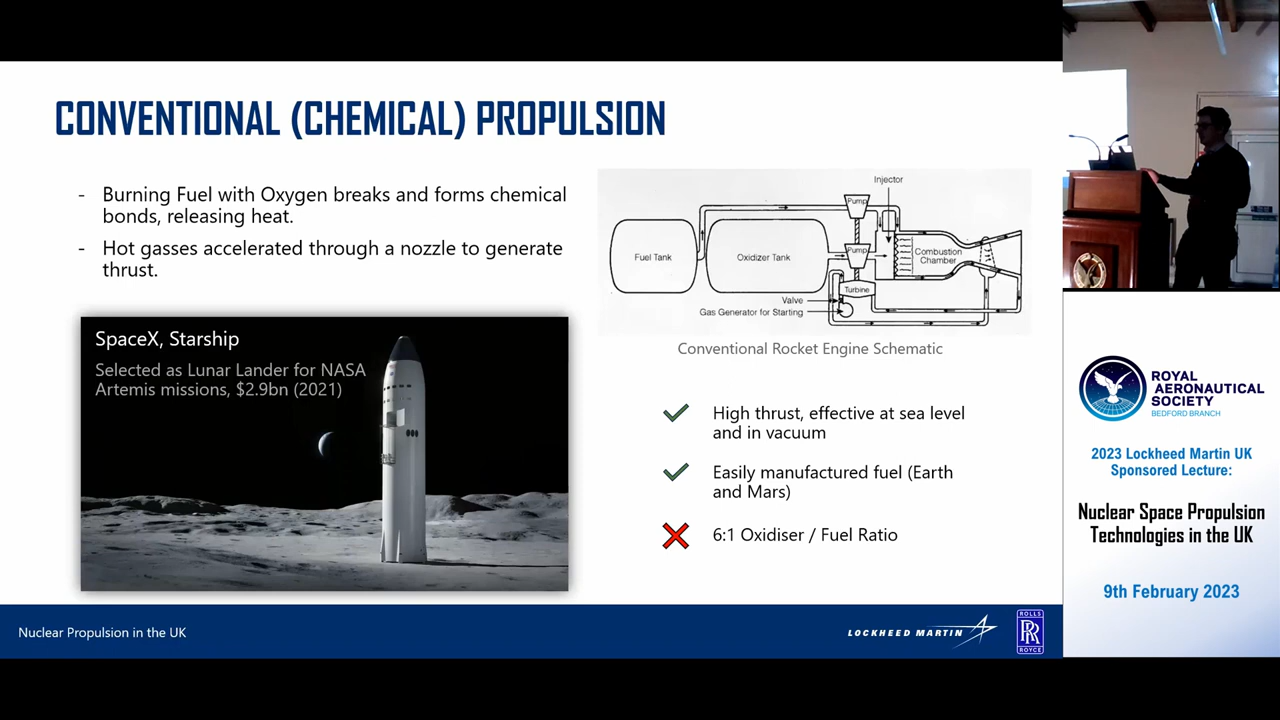 CONVENTIONAL (CHEMICAL) PROPULSION
- Burning Fuel with Oxygen breaks and forms chemical
bonds, releasing heat.
- Hot gasses accelerated through a nozzle to generate
thrust.
SpaceX, Starship
Selected as Lunar Lander for NASA
Artemis missions, $2.9bn (2021)
Injector
Pump
Fuel Tank
Oxidizer Tank
Pump
Combustion
Chamber
Turbine
Valve
Gas Generator for Starting
Conventional Rocket Engine Schematic
High thrust, effective at sea level
and in vacuum
Easily manufactured fuel (Earth
and Mars)
6:1 Oxidiser / Fuel Ratio
Nuclear Propulsion in the UK
LOCKHEED MARTIN
ROLLS
RR
ROYCE
ROYAL
AERONAUTICAL
SOCIETY
BEDFORD BRANCH
2023 Lockheed Martin UK
Sponsored Lecture:
Nuclear Space Propulsion
Technologies in the UK
9th February 2023